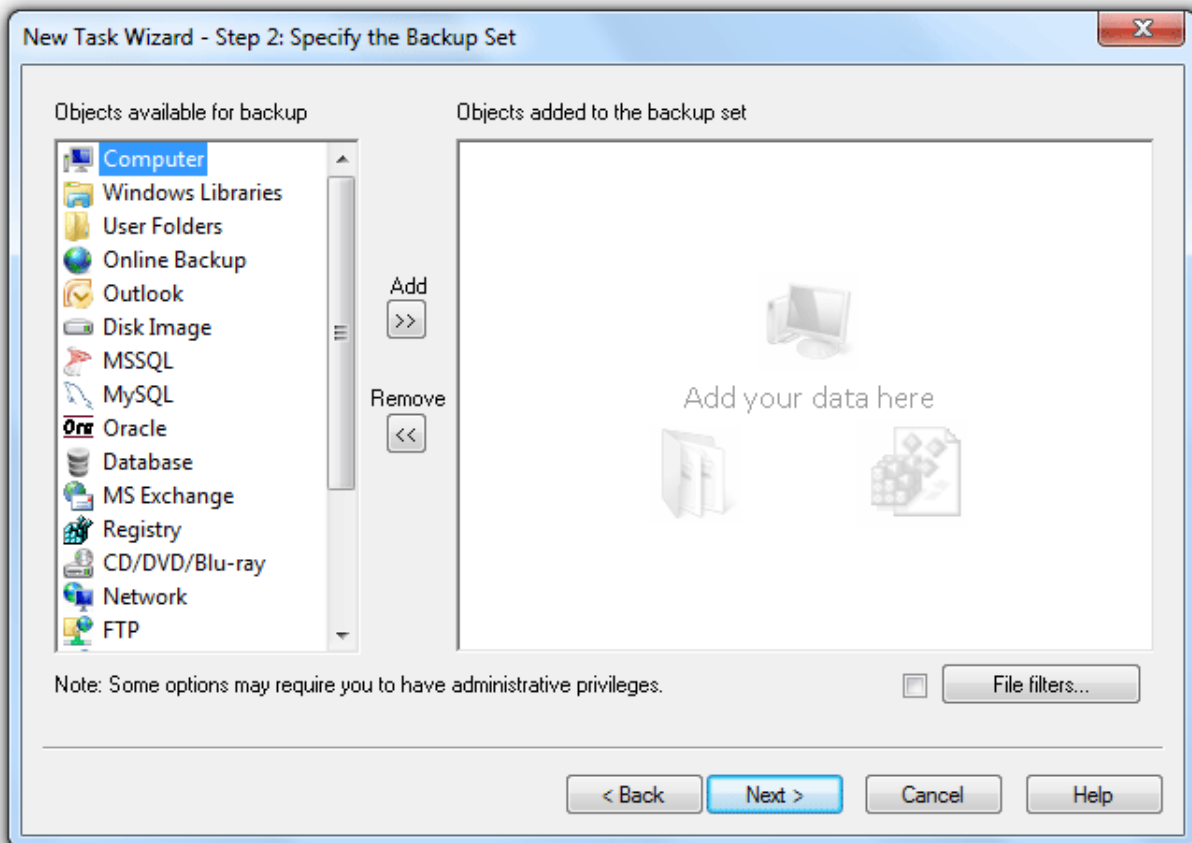 New Task Wizard - Step 2: Specify the Backup Set
Objects available for backup
Objects added to the backup set
Computer
Windows Libraries
User Folders
Online Backup
Outlook
Disk Image
MSSQL
MySQL
Ora Oracle
Database
MS Exchange
Registry
CD/DVD/Blu-ray
Network
FTP
Add
>>
Remove
<<
Add your data here
Note: Some options may require you to have administrative privileges.
File filters...
< Back
Next >
Cancel
Help